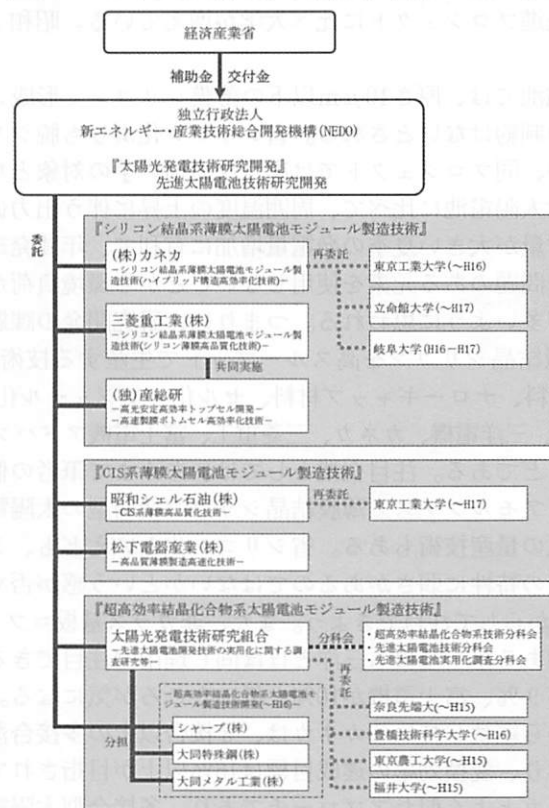 経済産業省
補助金 交付金
独立行政法人
新エネルギー・産業技術総合開発機構(NEDO)
『太陽光発電技術研究開発』
先進太陽電池技術研究開発
委託
『シリコン結晶系薄膜太陽電池モジュール製造技術』
(株)カネカ
−シリコン結晶系薄膜太陽電池モジュール製
造技術(ハイブリッド構造高効率化技術)−
再委託
東京工業大学(〜H16)
立命館大学(〜H17)
岐阜大学(H16−H17)
三菱重工業(株)
−シリコン結晶系薄膜太陽電池モジュール製
造技術(シリコン薄膜高品質化技術)−
共同実施
(独)産総研
−高光安定高効率トップセル開発−
−高速製膜ボトムセル高効率化技術−
『CIS系薄膜太陽電池モジュール製造技術』
昭和シェル石油(株)
−CIS系薄膜高品質化技術−
再委託
東京工業大学(〜H17)
松下電器産業(株)
−高品質薄膜製造高速化技術−
『超高効率結晶化合物系太陽電池モジュール製造技術』
太陽光発電技術研究組合
−先進太陽電池開発技術の実用化に関する調
査研究等−
分科会
・超高効率結晶化合物系技術分科会
・先進太陽電池技術分科会
・先進太陽電池実用化調査分科会
再委託
−超高効率結晶化合物系太陽電池モ
ジュール製造技術開発(〜H16)−
分担
シャープ(株)
大同特殊鋼(株)
大同メタル工業(株)
奈良先端大(〜H15)
豊橋技術科学大学(〜H16)
東京農工大学(〜H15)
福井大学(〜H15)